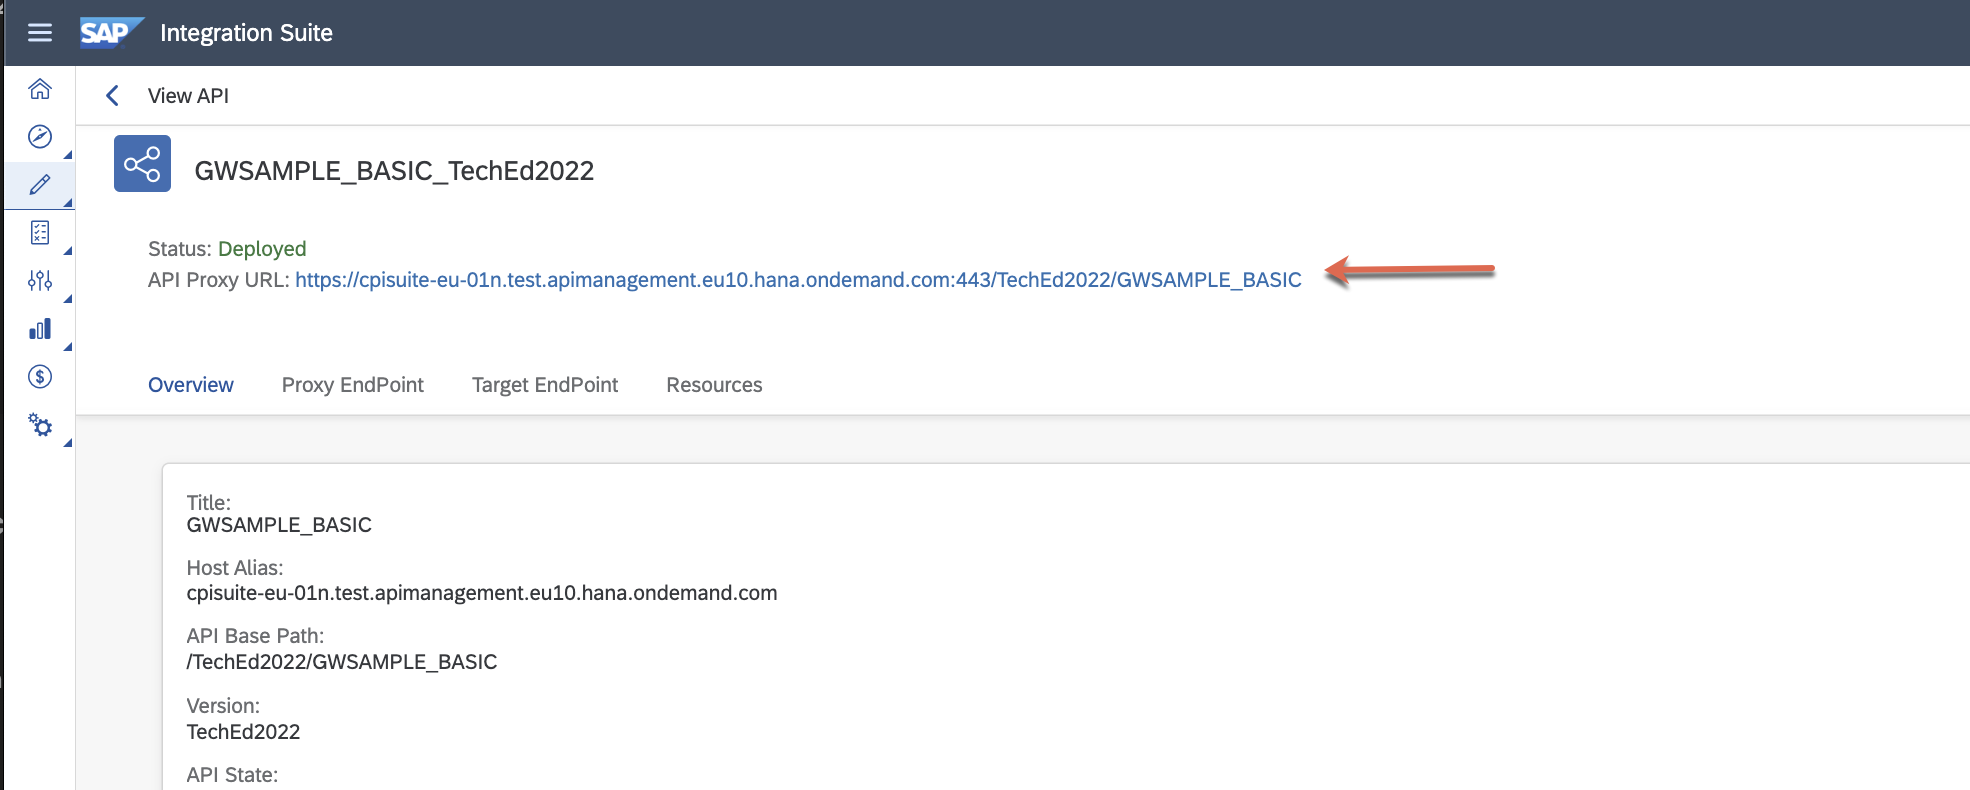 SAP Integration Suite
View API
GWSAMPLE_BASIC_TechEd2022
Status: Deployed
API Proxy URL: https://cpisuite-eu-01n.test.apimanagement.eu10.hana.ondemand.com:443/TechEd2022/GWSAMPLE_BASIC
Overview Proxy EndPoint Target EndPoint Resources
Title:
GWSAMPLE_BASIC
Host Alias:
cpisuite-eu-01n.test.apimanagement.eu10.hana.ondemand.com
API Base Path:
/TechEd2022/GWSAMPLE_BASIC
Version:
TechEd2022
API State: